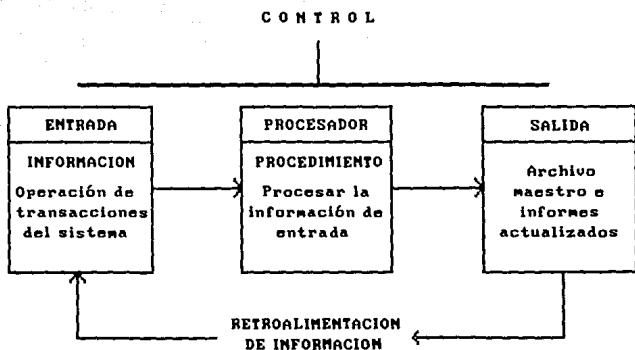 CONTROL
ENTRADA
INFORMACION
Operación de
transacciones
del sistema
PROCESADOR
PROCEDIMIENTO
Procesar la
información de
entrada
SALIDA
Archivo
maestro e
informes
actualizados
RETROALIMENTACION
DE INFORMACION